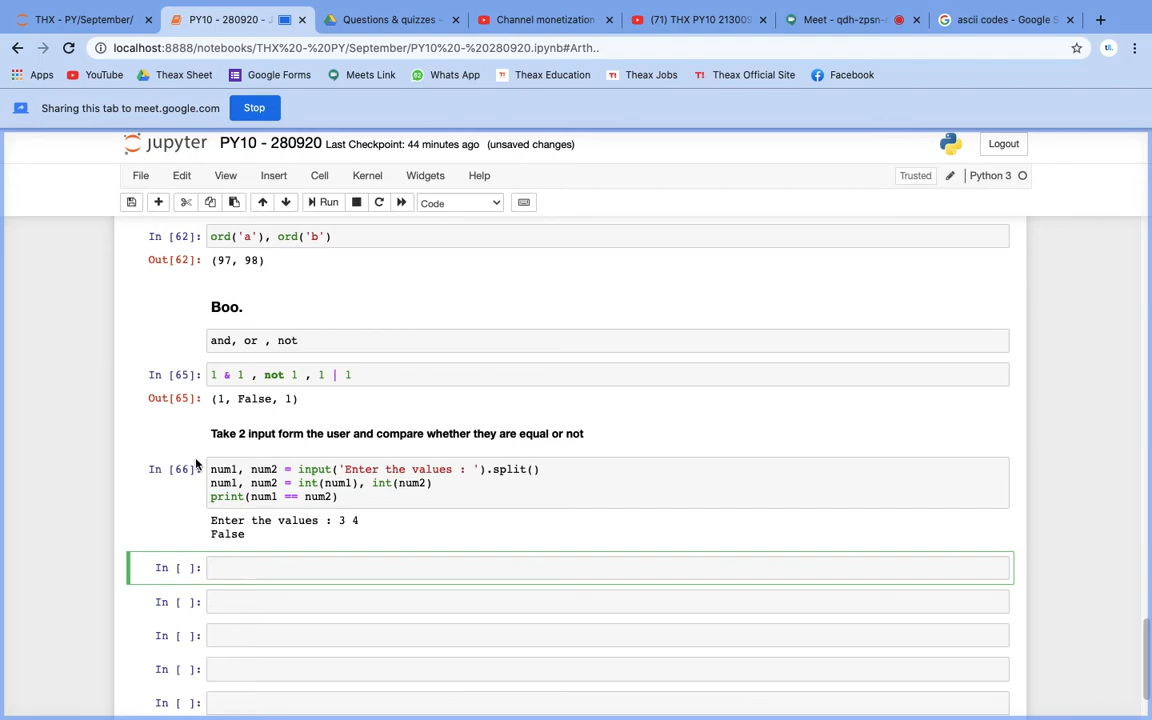 THX - PY/September/
PY10 - 280920 -
Questions & quizzes -
Channel monetization
(71) THX PY10 21300
Meet - qdh-zpsn-
ascii codes - Google S
localhost:8888/notebooks/THX%20-%20PY/September/PY10%20-%20280920.ipynb#Arth..
Apps
YouTube
Theax Sheet
Google Forms
Meets Link
Whats App
Theax Education
Theax Jobs
Theax Official Site
Facebook
Sharing this tab to meet.google.com
Stop
jupyter PY10 - 280920 Last Checkpoint: 44 minutes ago (unsaved changes)
Logout
File Edit View Insert Cell Kernel Widgets Help
Trusted
Python 3
Run
Code
In [62]: ord('a'), ord('b')
Out[62]: (97, 98)
Boo.
and, or , not
In [65]: 1 & 1 , not 1 , 1 | 1
Out[65]: (1, False, 1)
Take 2 input form the user and compare whether they are equal or not
In [66]: num1, num2 = input('Enter the values : ').split()
num1, num2 = int(num1), int(num2)
print(num1 == num2)
Enter the values : 3 4
False
In [ ]:
In [ ]:
In [ ]:
In [ ]:
In [ ]: